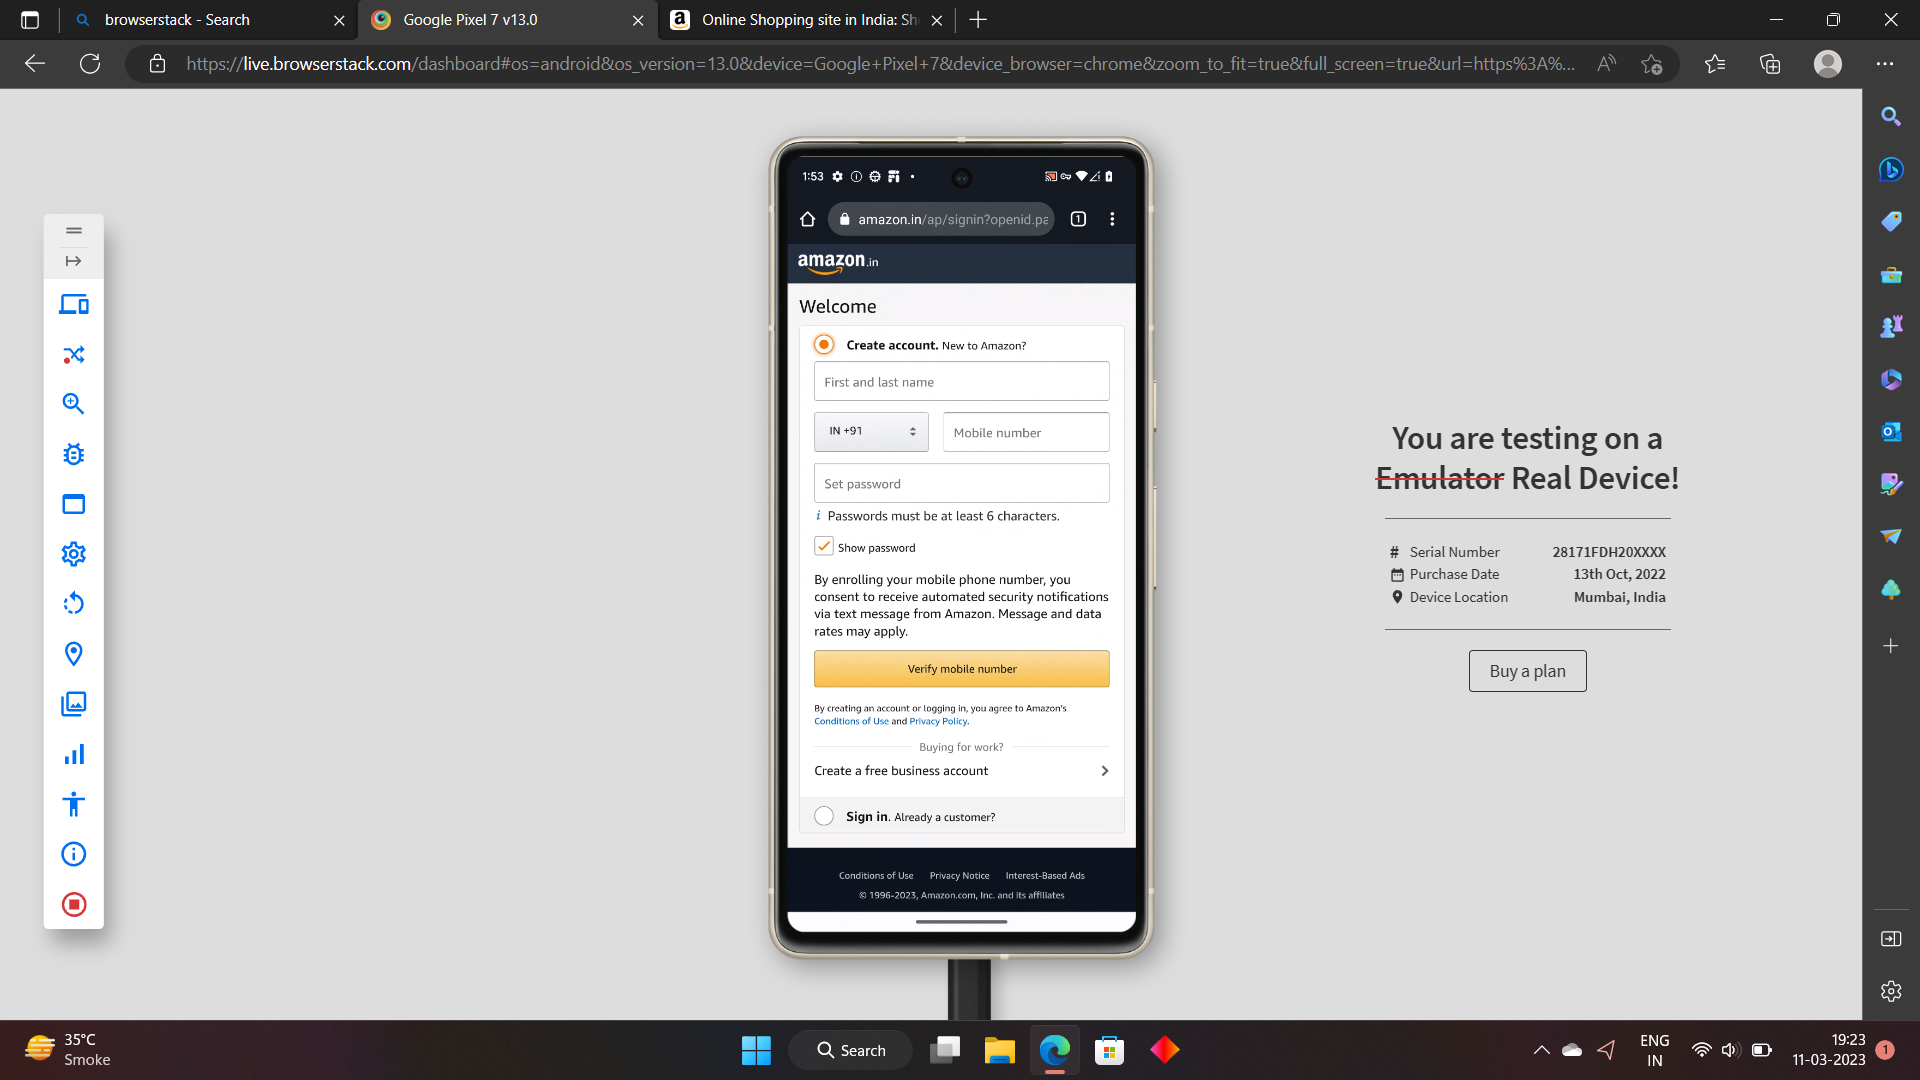 browserstack - Search
Google Pixel 7 v13.0
Online Shopping site in India: Sh
https://live.browserstack.com/dashboard#os=android&os_version=13.0&device=Google+Pixel+7&device_browser=chrome&zoom_to_fit=true&full_screen=true&url=https%3A%...
1:53
amazon.in/ap/signin?openid.pa
1
amazon.in
Welcome
Create account. New to Amazon?
First and last name
IN +91
Mobile number
Set password
i Passwords must be at least 6 characters.
Show password
By enrolling your mobile phone number, you
consent to receive automated security notifications
via text message from Amazon. Message and data
rates may apply.
Verify mobile number
By creating an account or logging in, you agree to Amazon's
Conditions of Use and Privacy Policy.
Buying for work?
Create a free business account
Sign in. Already a customer?
Conditions of Use Privacy Notice Interest-Based Ads
© 1996-2023, Amazon.com, Inc. and its affiliates
You are testing on a
Emulator Real Device!
# Serial Number 28171FDH20XXXX
Purchase Date 13th Oct, 2022
Device Location Mumbai, India
Buy a plan
35°C
Smoke
Search
ENG
IN
19:23
11-03-2023
1